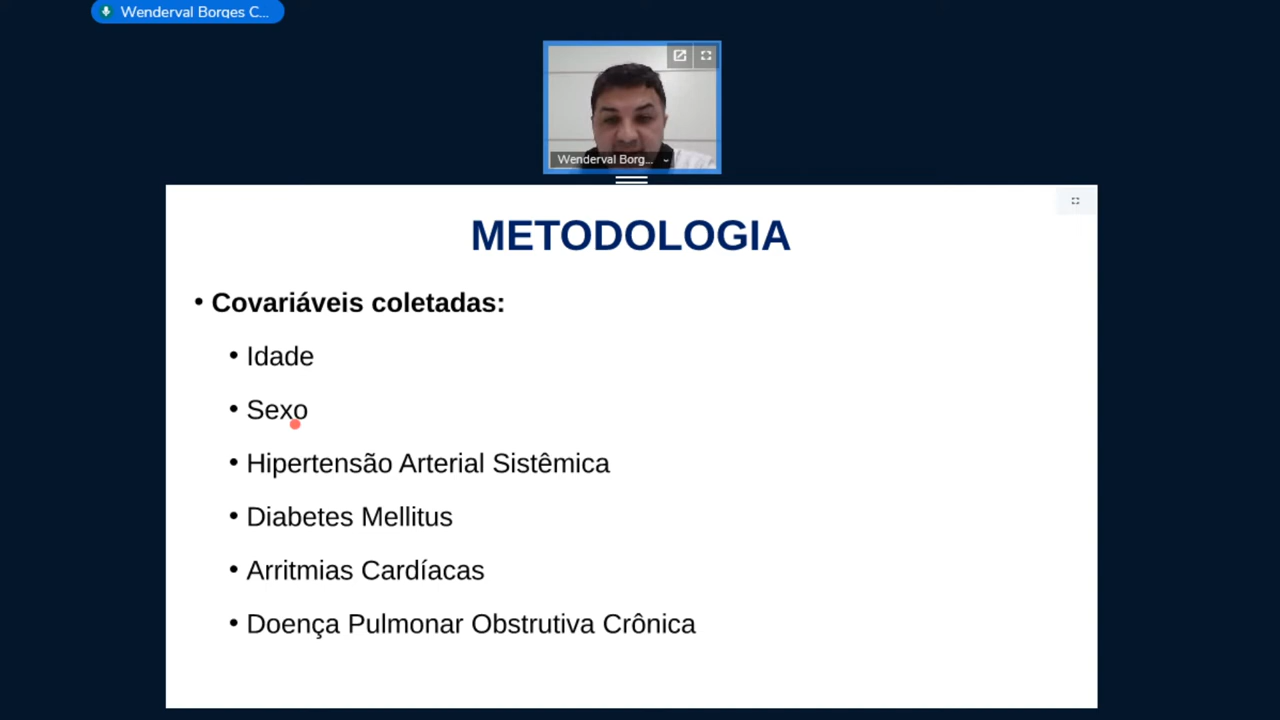 Wenderval Borges C...
Wenderval Borg...
METODOLOGIA
• Covariáveis coletadas:
• Idade
• Sexo
• Hipertensão Arterial Sistêmica
• Diabetes Mellitus
• Arritmias Cardíacas
• Doença Pulmonar Obstrutiva Crônica